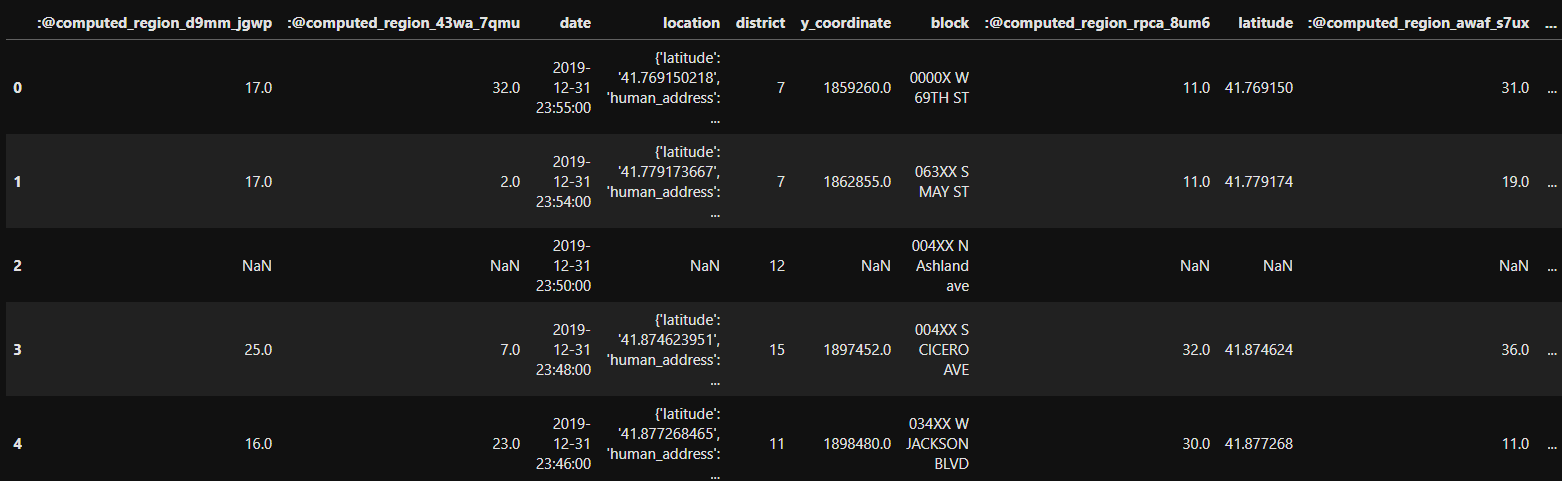 :@computed_region_d9mm_jgwp :@computed_region_43wa_7qmu date location district y_coordinate block :@computed_region_rpca_8um6 latitude :@computed_region_awaf_s7ux ...
0 17.0 32.0 2019-12-31 23:55:00 {'latitude': '41.769150218', 'human_address': ... 7 1859260.0 0000X W 69TH ST 11.0 41.769150 31.0 ...
1 17.0 2.0 2019-12-31 23:54:00 {'latitude': '41.779173667', 'human_address': ... 7 1862855.0 063XX S MAY ST 11.0 41.779174 19.0 ...
2 NaN NaN 2019-12-31 23:50:00 NaN 12 NaN 004XX N Ashland ave NaN NaN NaN ...
3 25.0 7.0 2019-12-31 23:48:00 {'latitude': '41.874623951', 'human_address': ... 15 1897452.0 004XX S CICERO AVE 32.0 41.874624 36.0 ...
4 16.0 23.0 2019-12-31 23:46:00 {'latitude': '41.877268465', 'human_address': ... 11 1898480.0 034XX W JACKSON BLVD 30.0 41.877268 11.0 ...